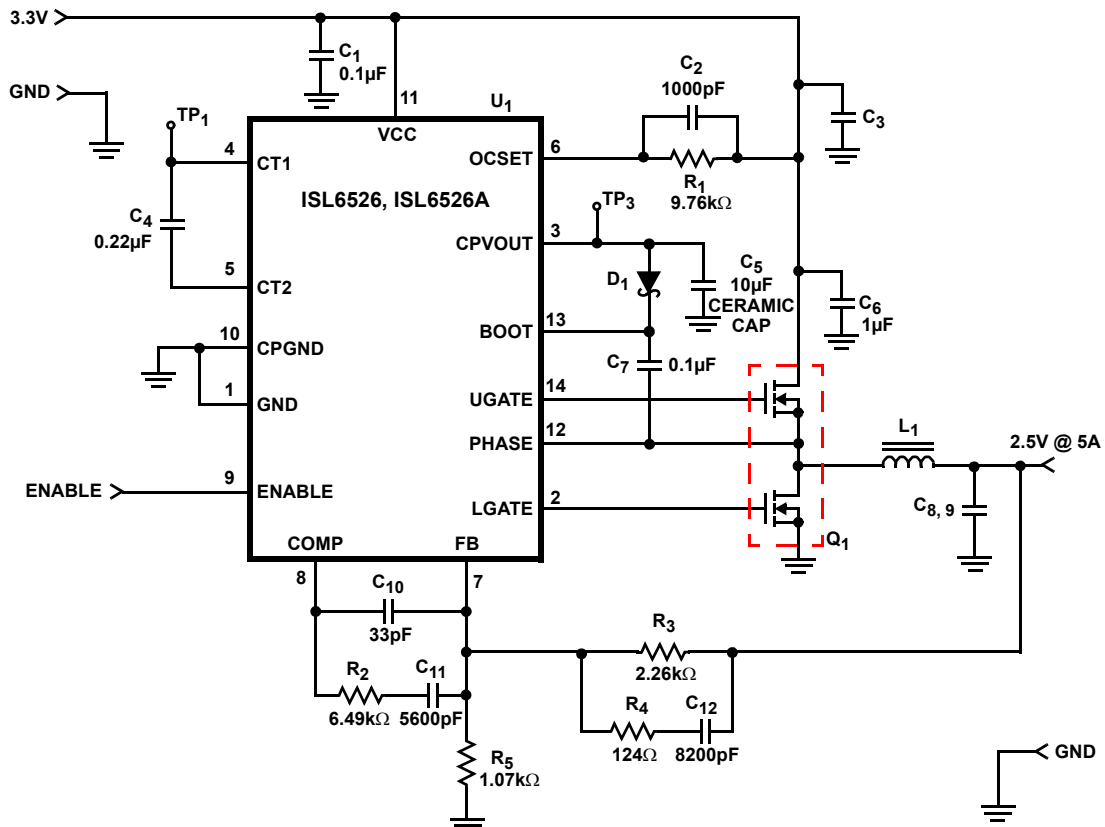 3.3V
C1
0.1µF
GND
TP1
11
U1
VCC
C2
1000pF
C3
4
CT1
OCSET
6
R1
9.76kΩ
ISL6526, ISL6526A
TP3
C4
0.22µF
CPVOUT
3
5
CT2
D1
C5
10µF
CERAMIC
CAP
C6
1µF
BOOT
13
10
CPGND
C7
0.1µF
1
GND
UGATE
14
PHASE
12
L1
2.5V @ 5A
ENABLE
9
ENABLE
LGATE
2
C8, 9
Q1
COMP
FB
8
7
C10
33pF
R3
2.26kΩ
R2
6.49kΩ
C11
5600pF
R4
124Ω
C12
8200pF
R5
1.07kΩ
GND